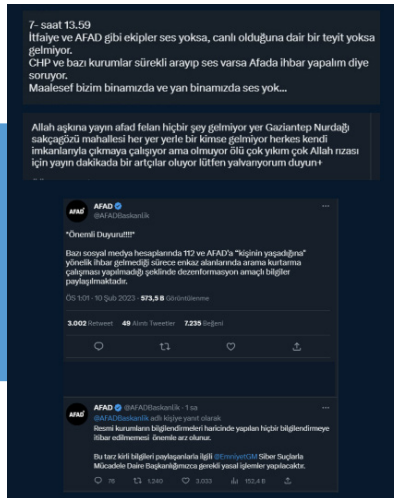 7- saat 13.59
İtfaiye ve AFAD gibi ekipler ses yoksa, canlı olduğuna dair bir teyit yoksa
gelmiyor.
CHP ve bazı kurumlar sürekli arayıp ses varsa Afada ihbar yapalım diye
soruyor.
Maalesef bizim binamızda ve yan binamızda ses yok...
Allah aşkına yayın afad felan hiçbir şey gelmiyor yer Gaziantep Nurdağı
sakçagözü mahallesi her yer yerle bir kimse gelmiyor herkes kendi
imkanlarıyla çıkmaya çalışıyor ama olmuyor ölü çok yıkım çok Allah rızası
için yayın dakikada bir artçılar oluyor lütfen yalvarıyorum duyun+
AFAD
AFAD
@AFADBaskanlik
"Önemli Duyuru!!!!"
Bazı sosyal medya hesaplarında 112 ve AFAD'a "kişinin yaşadığına"
yönelik ihbar gelmediği sürece enkaz alanlarında arama kurtarma
çalışması yapılmadığı şeklinde dezenformasyon amaçlı bilgiler
paylaşılmaktadır.
ÖS 1:01 · 10 Şub 2023 · 573,5 B Görüntülenme
3.002 Retweet 49 Alıntı Tweetler 7.235 Beğeni
AFAD
AFAD @AFADBaskanlik · 1 sa
@AFADBaskanlik adlı kişiye yanıt olarak
Resmi kurumların bilgilendirmeleri haricinde yapılan hiçbir bilgilendirmeye
itibar edilmemesi önemle arz olunur.
Bu tarz kirli bilgileri paylaşanlarla ilgili @EmniyetGM Siber Suçlarla
Mücadele Daire Başkanlığımızca gerekli yasal işlemler yapılacaktır.
76 1.240 3.033 152,4 B